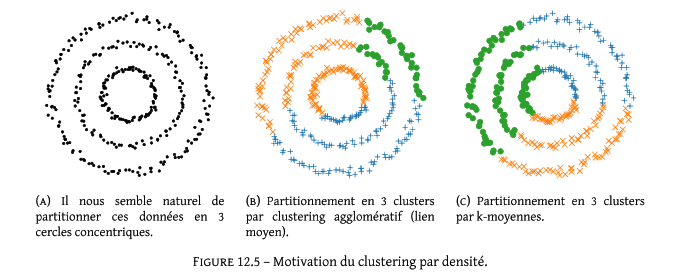 (A) Il nous semble naturel de
partitionner ces données en 3
cercles concentriques.
(B) Partitionnement en 3 clusters
par clustering agglomératif (lien
moyen).
(C) Partitionnement en 3 clusters
par k-moyennes.
FIGURE 12.5 – Motivation du clustering par densité.